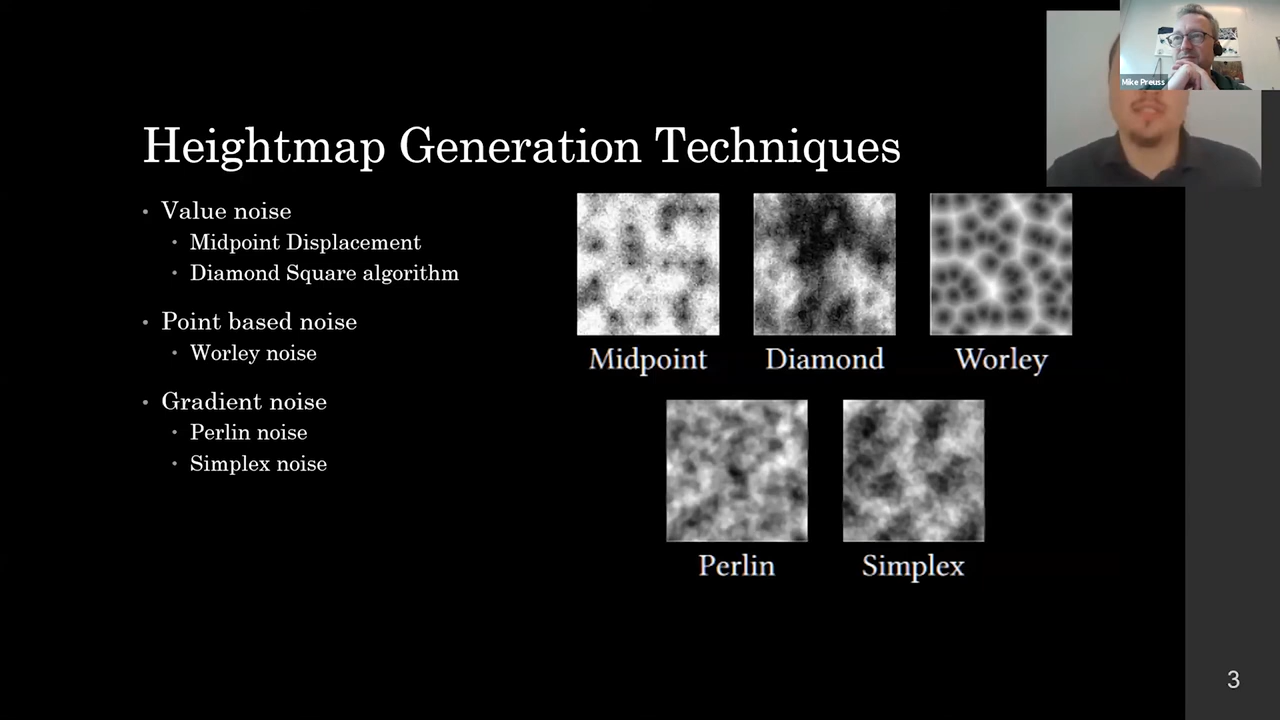 Mike Preuss
Heightmap Generation Techniques
• Value noise
• Midpoint Displacement
• Diamond Square algorithm
• Point based noise
• Worley noise
• Gradient noise
• Perlin noise
• Simplex noise
Midpoint Diamond Worley
Perlin Simplex
3